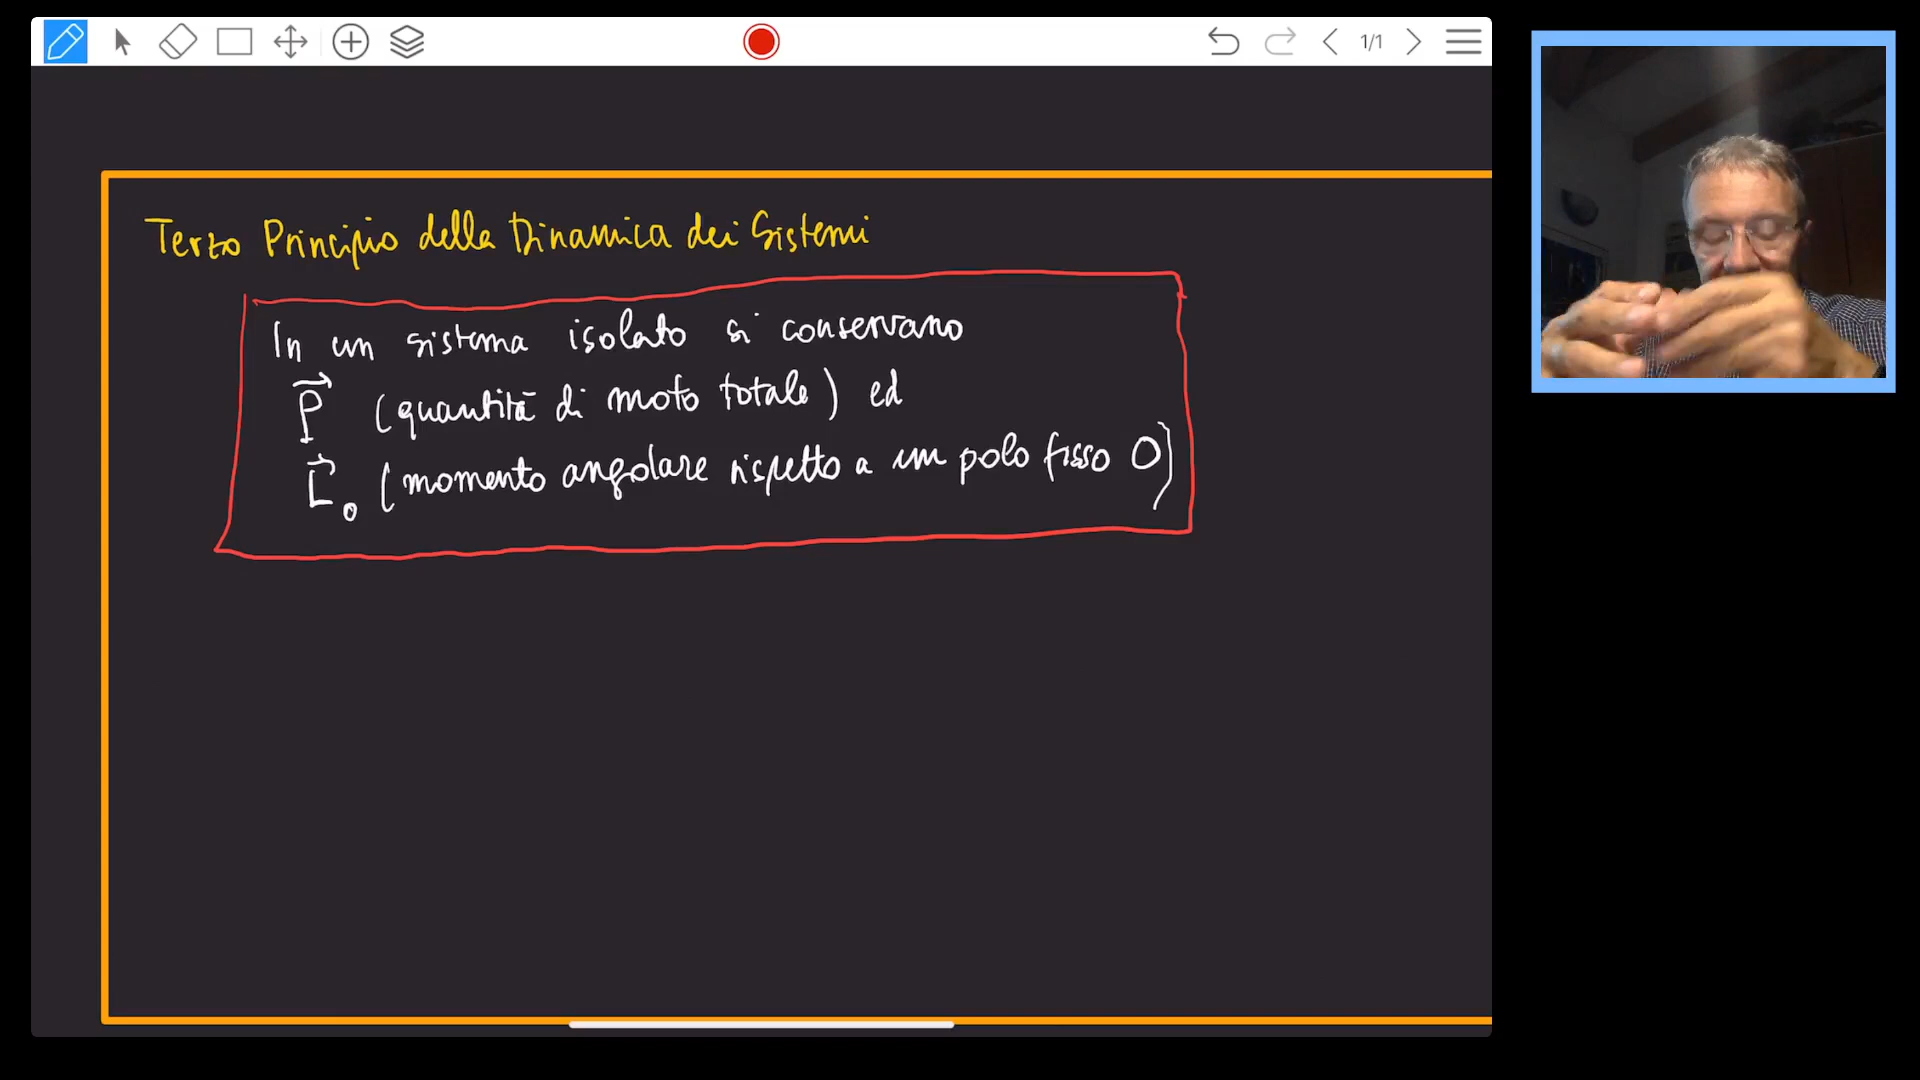 1/1
Terzo Principio della Dinamica dei Sistemi
In un sistema isolato si conservano
P⃗ (quantità di moto totale) ed
L⃗₀ (momento angolare rispetto a un polo fisso O)